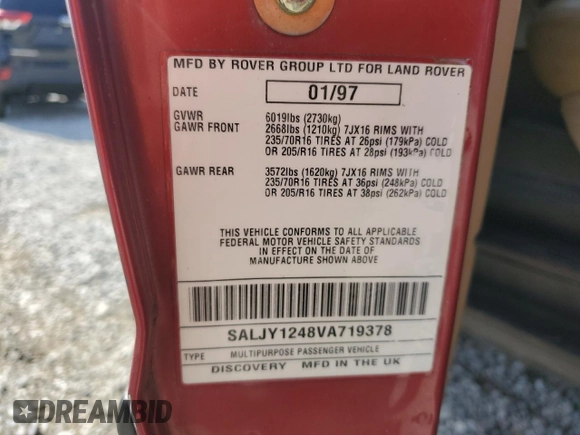 MFD BY ROVER GROUP LTD FOR LAND ROVER
DATE 01/97
GVWR 6019lbs (2730kg)
GAWR FRONT 2668lbs (1210kg) 7JX16 RIMS WITH
235/70R16 TIRES AT 26psi (179kPa) COLD
OR 205/R16 TIRES AT 28psi (193kPa) COLD
GAWR REAR 3572lbs (1620kg) 7JX16 RIMS WITH
235/70R16 TIRES AT 36psi (248kPa) COLD
OR 205/R16 TIRES AT 38psi (262kPa) COLD
THIS VEHICLE CONFORMS TO ALL APPLICABLE
FEDERAL MOTOR VEHICLE SAFETY STANDARDS
IN EFFECT ON THE DATE OF
MANUFACTURE SHOWN ABOVE
SALJY1248VA719378
TYPE MULTIPURPOSE PASSENGER VEHICLE
DISCOVERY MFD IN THE UK
DREAMBID